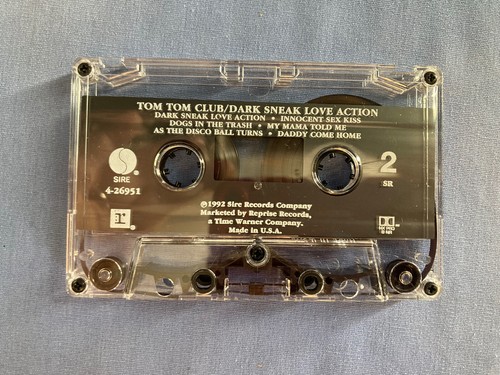 TOM TOM CLUB/DARK SNEAK LOVE ACTION
DARK SNEAK LOVE ACTION • INNOCENT SEX KISS
DOGS IN THE TRASH • MY MAMA TOLD ME
AS THE DISCO BALL TURNS • DADDY COME HOME
SIRE
4-26951
2
SR
℗1992 Sire Records Company
Marketed by Reprise Records,
a Time Warner Company.
Made in U.S.A.
r